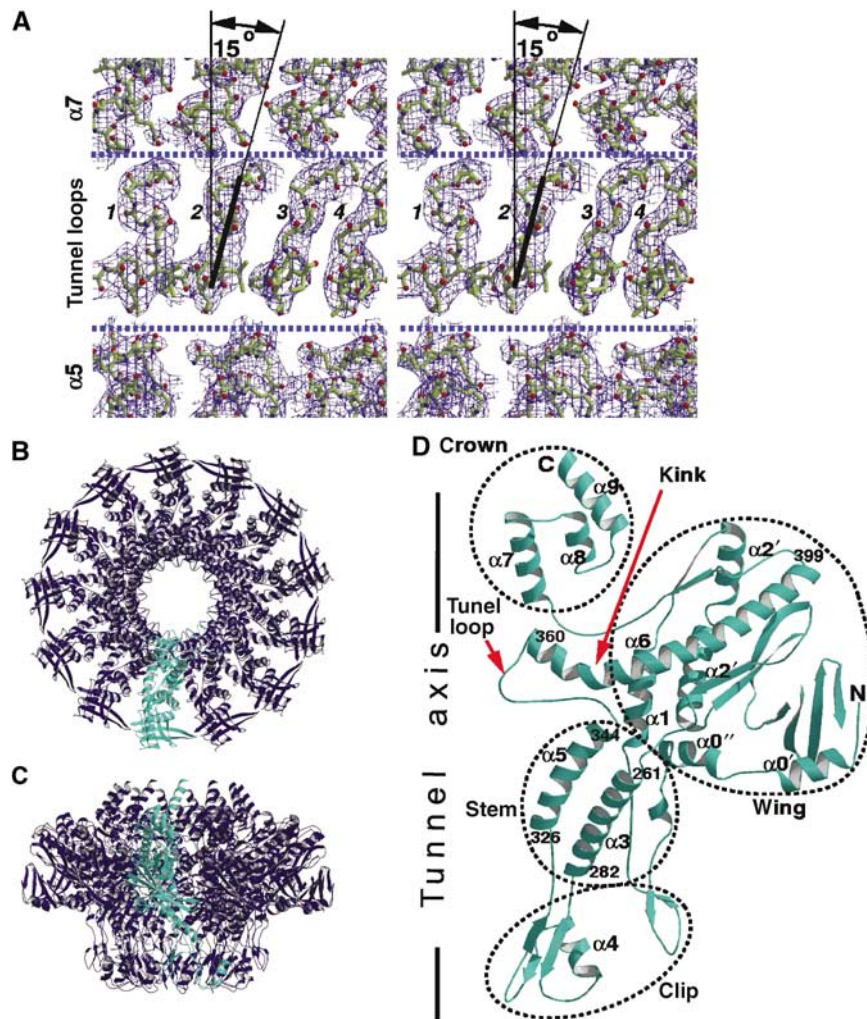 A
15°
15°
α7
Tunnel loops
α5
1
2
3
4
1
2
3
4
B
C
D
Crown
C
α9
Kink
α7
α8
α2′
399
Tunel
loop
360
α6
α2′
N
α1
344
α5
α0″
261
α0′
Stem
Wing
326
α3
282
α4
Clip
Tunnel axis